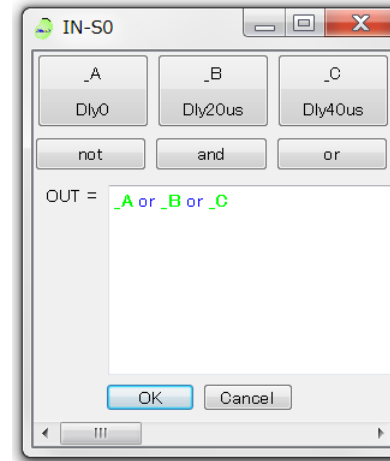 IN-S0
_A _B _C
Dly0 Dly20us Dly40us
not and or
OUT = _A or _B or _C
OK Cancel